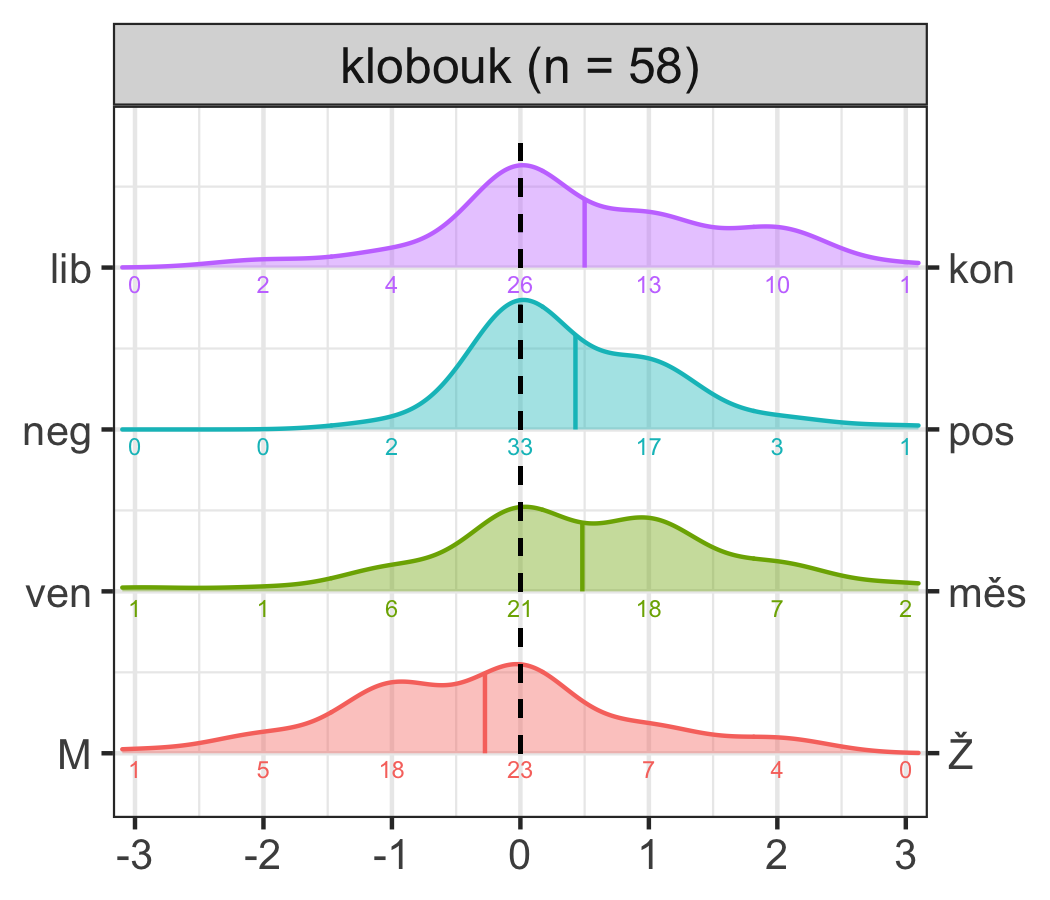 klobouk (n = 58)
lib kon
0 2 4 26 13 10 1
neg pos
0 0 2 33 17 3 1
ven měs
1 1 6 21 18 7 2
M Ž
1 5 18 23 7 4 0
-3 -2 -1 0 1 2 3